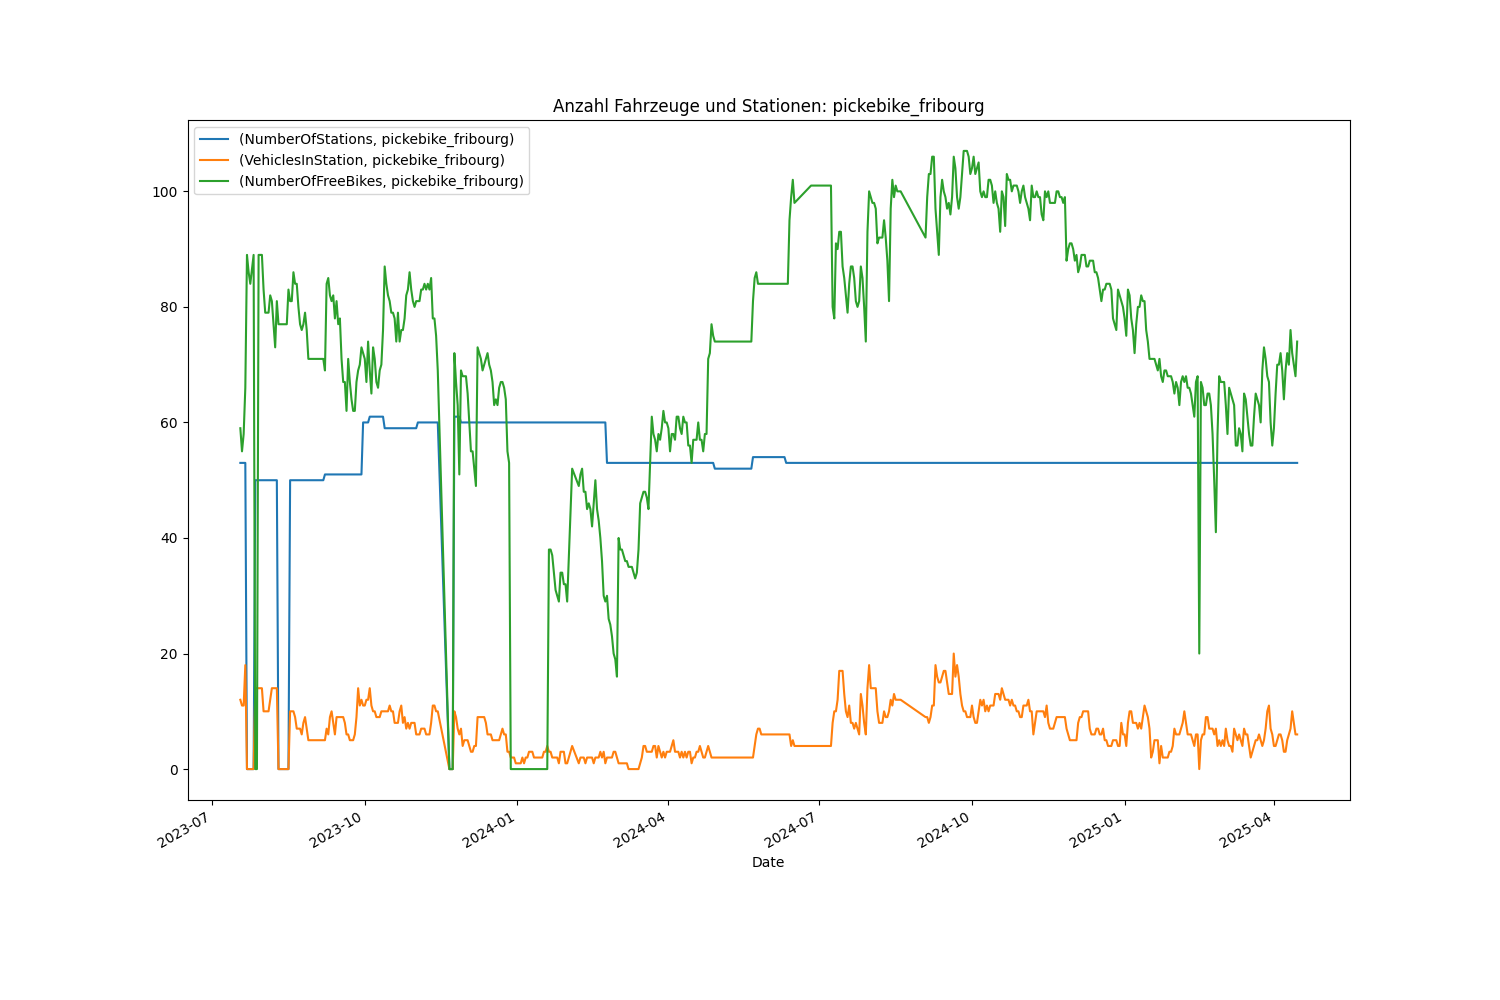 Anzahl Fahrzeuge und Stationen: pickebike_fribourg
(NumberOfStations, pickebike_fribourg)
(VehiclesInStation, pickebike_fribourg)
(NumberOfFreeBikes, pickebike_fribourg)
100
80
60
40
20
0
2023-07
2023-10
2024-01
2024-04
2024-07
2024-10
2025-01
2025-04
Date